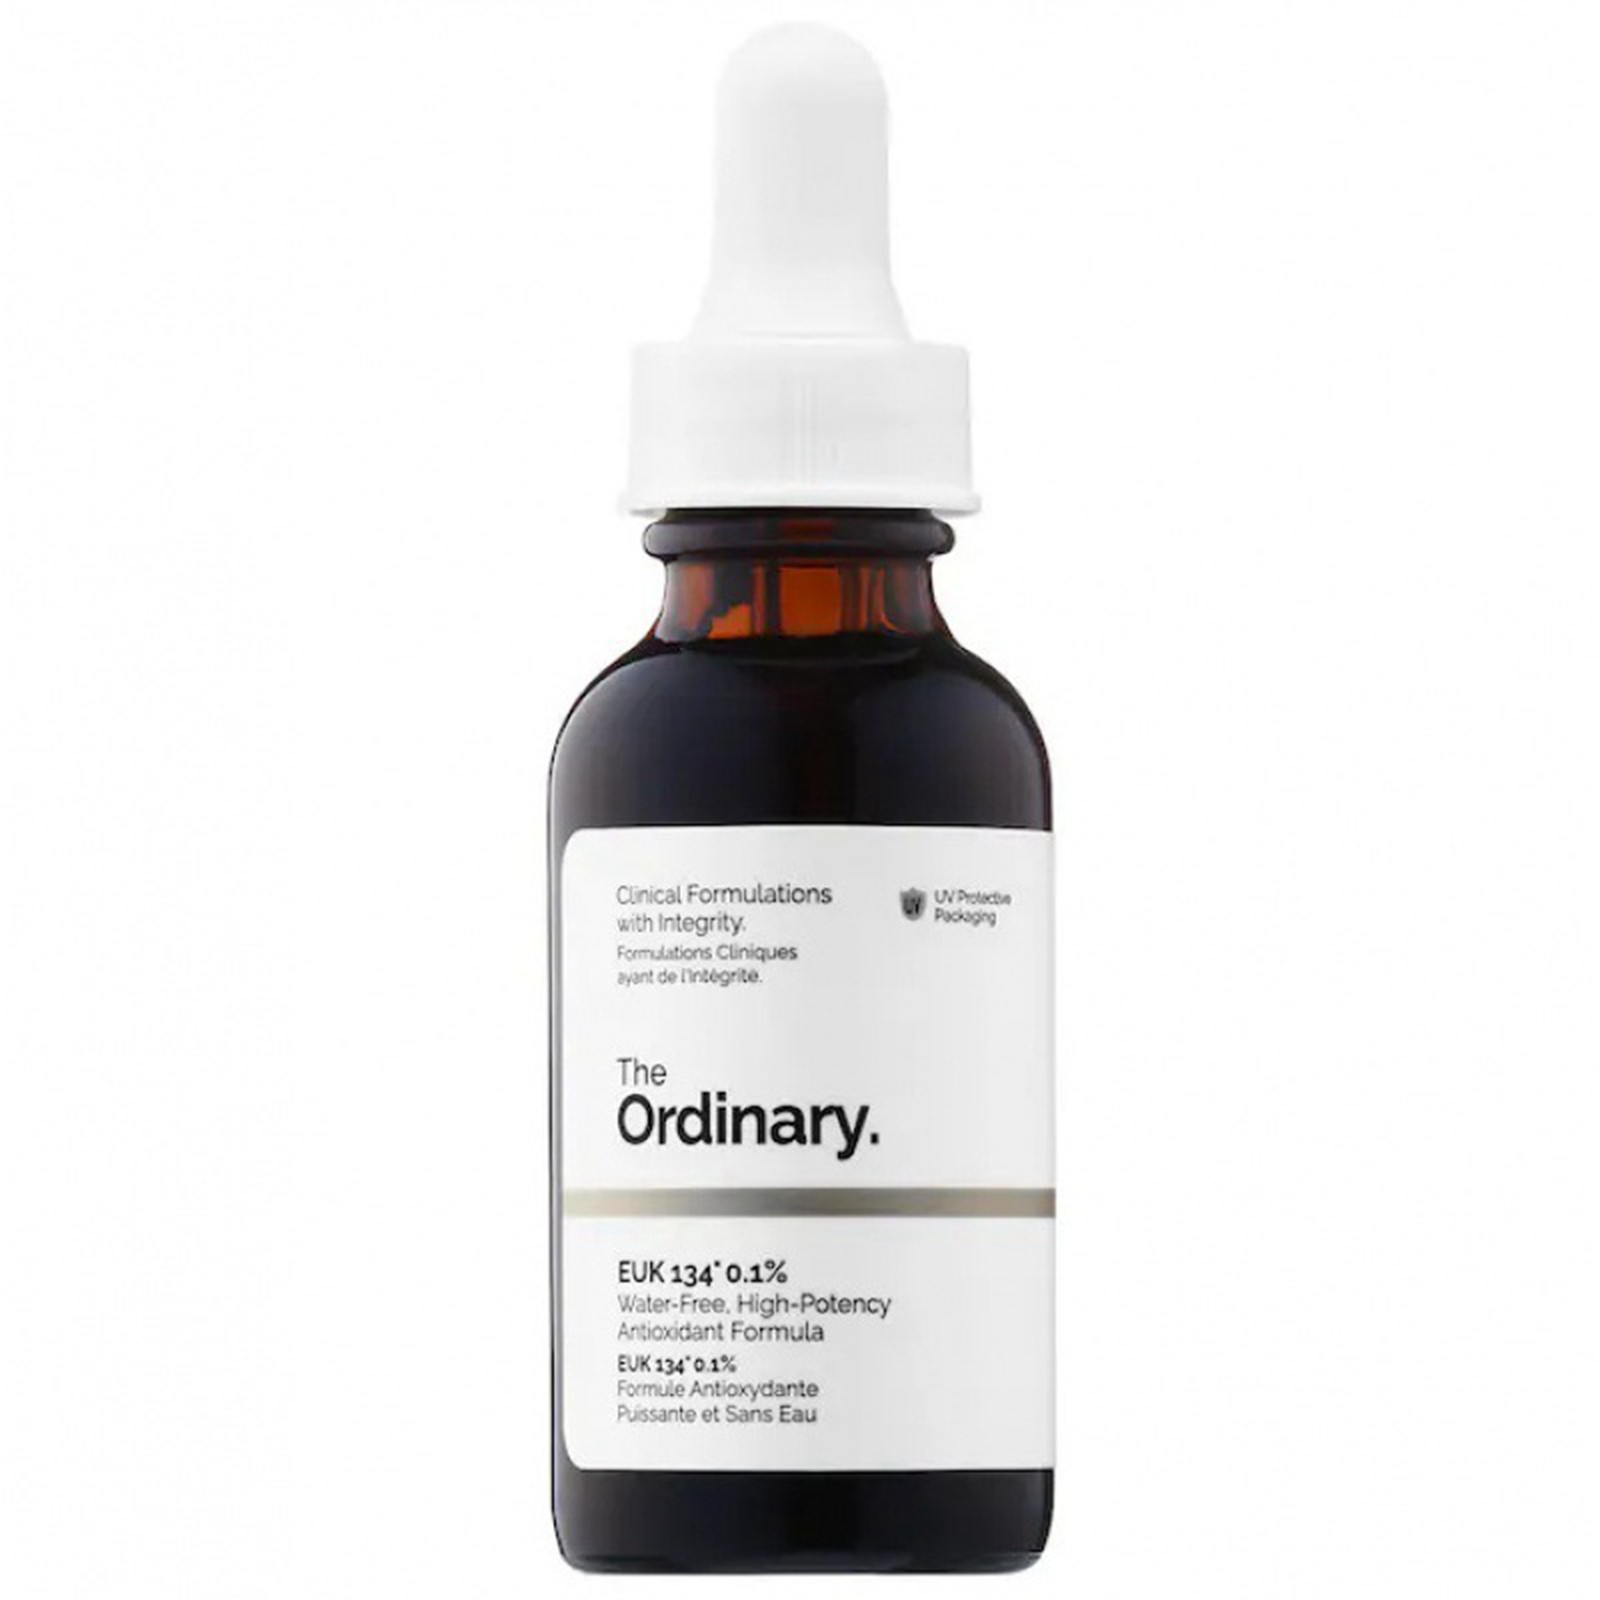 Clinical Formulations
with Integrity.
Formulations Cliniques
ayant de l'Intégrité.
UV
UV Protective
Packaging
The
Ordinary.
EUK 134* 0.1%
Water-Free, High-Potency
Antioxidant Formula
EUK 134* 0.1%
Formule Antioxydante
Puissante et Sans Eau